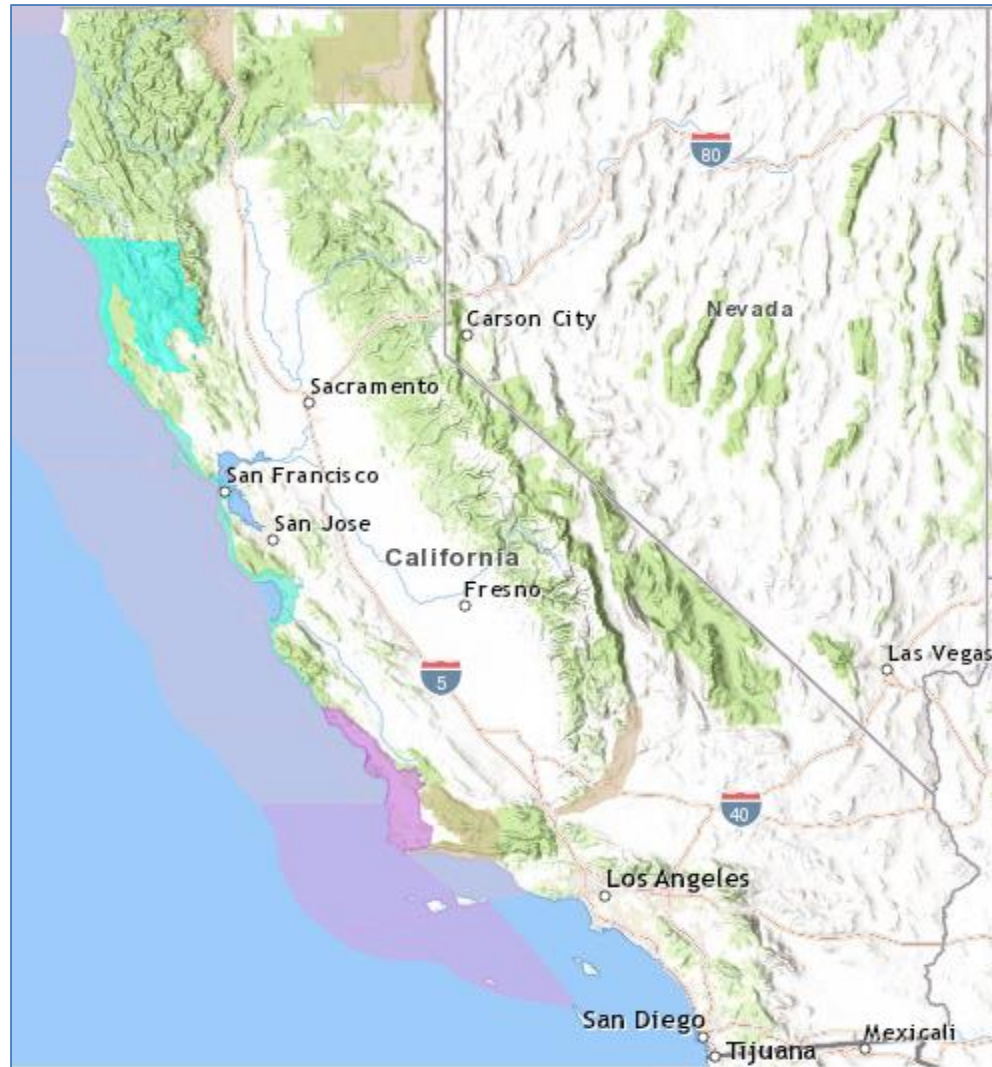 80
Nevada
Carson City
Sacramento
San Francisco
San Jose
California
Fresno
Las Vegas
5
40
Los Angeles
San Diego
Mexicali
Tijuana